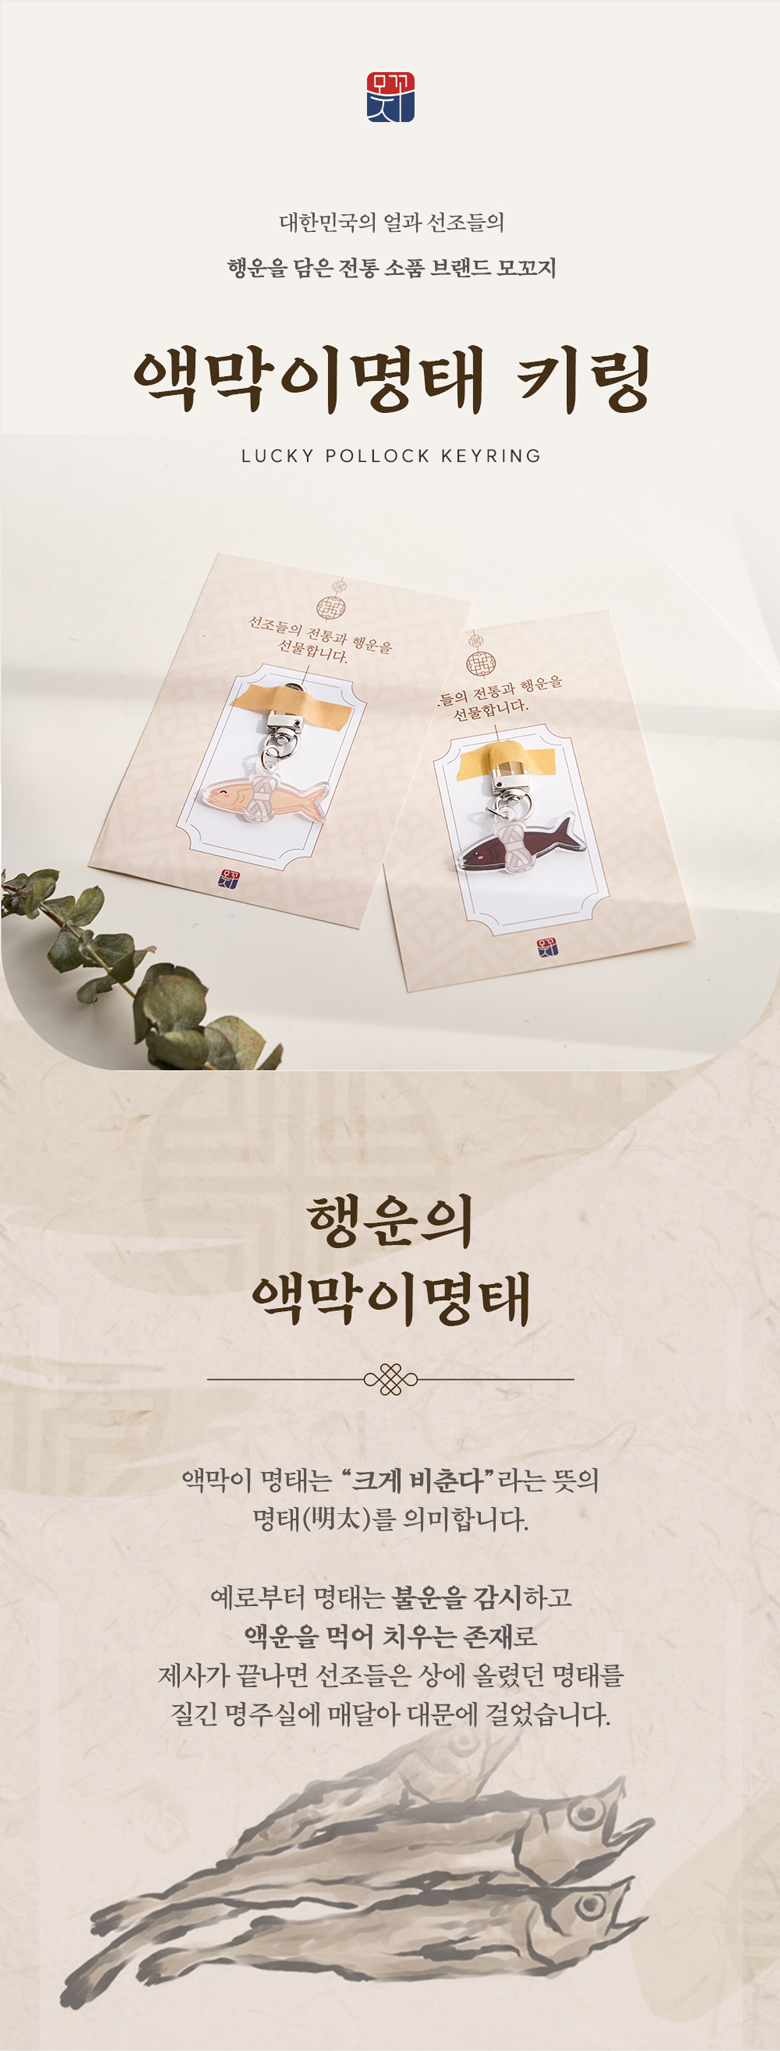 모꼬지
대한민국의 얼과 선조들의
행운을 담은 전통 소품 브랜드 모꼬지
액막이명태 키링
LUCKY POLLOCK KEYRING
선조들의 전통과 행운을
선물합니다.
모꼬지
들의 전통과 행운을
선물합니다.
모꼬지
행운의
액막이명태
액막이 명태는 “크게 비춘다”라는 뜻의
명태(明太)를 의미합니다.
예로부터 명태는 불운을 감시하고
액운을 먹어 치우는 존재로
제사가 끝나면 선조들은 상에 올렸던 명태를
질긴 명주실에 매달아 대문에 걸었습니다.